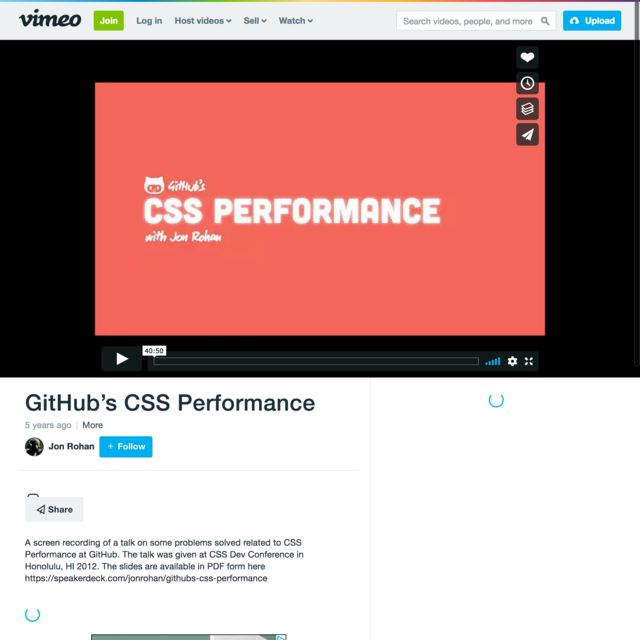 vimeo Join Log in Host videos Sell Watch Search videos, people, and more Upload
GitHub's
CSS PERFORMANCE
with Jon Rohan
40:50
GitHub's CSS Performance
5 years ago More
Jon Rohan + Follow
Share
A screen recording of a talk on some problems solved related to CSS
Performance at GitHub. The talk was given at CSS Dev Conference in
Honolulu, HI 2012. The slides are available in PDF form here
https://speakerdeck.com/jonrohan/githubs-css-performance